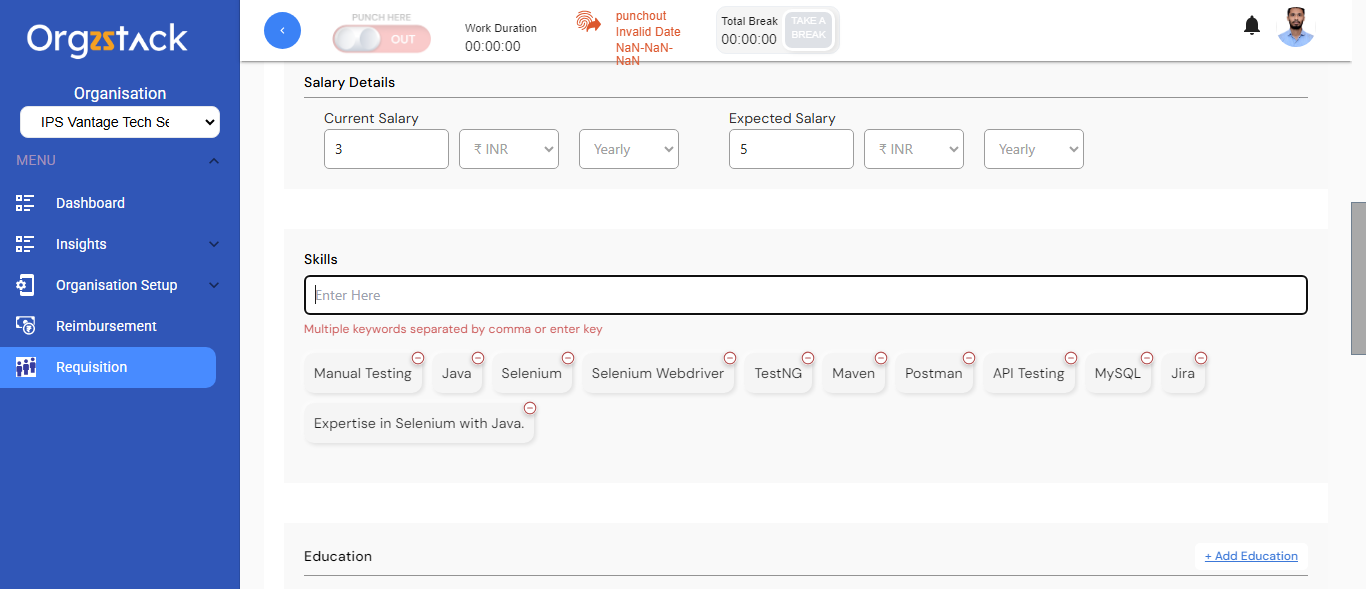 Orgzstack
Organisation
IPS Vantage Tech Se
MENU
Dashboard
Insights
Organisation Setup
Reimbursement
Requisition
PUNCH HERE
OUT
Work Duration
00:00:00
punchout
Invalid Date
NaN-NaN-
NaN
Total Break
00:00:00
TAKE A
BREAK
Salary Details
Current Salary
Expected Salary
3 ₹ INR Yearly 5 ₹ INR Yearly
Skills
Enter Here
Multiple keywords separated by comma or enter key
Manual Testing Java Selenium Selenium Webdriver TestNG Maven Postman API Testing MySQL Jira
Expertise in Selenium with Java.
Education
+ Add Education